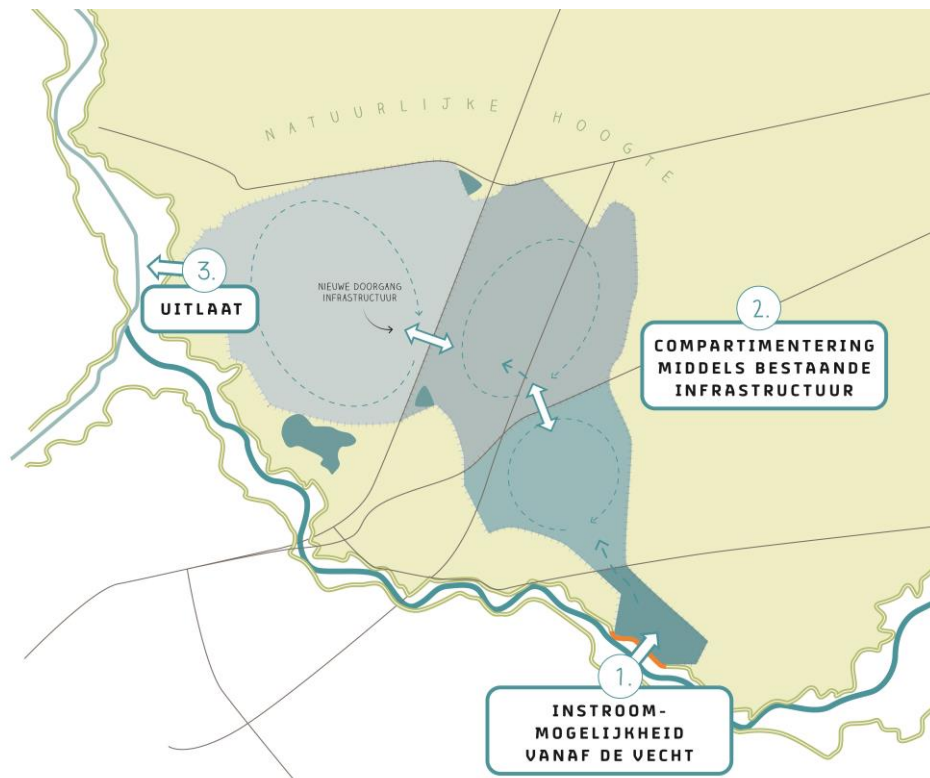 NATUURLIJKE HOOGTE
NIEUWE DOORGANG
INFRASTRUCTUUR
3.
UITLAAT
2.
COMPARTIMENTERING
MIDDELS BESTAANDE
INFRASTRUCTUUR
1.
INSTROOM-
MOGELIJKHEID
VANAF DE VECHT